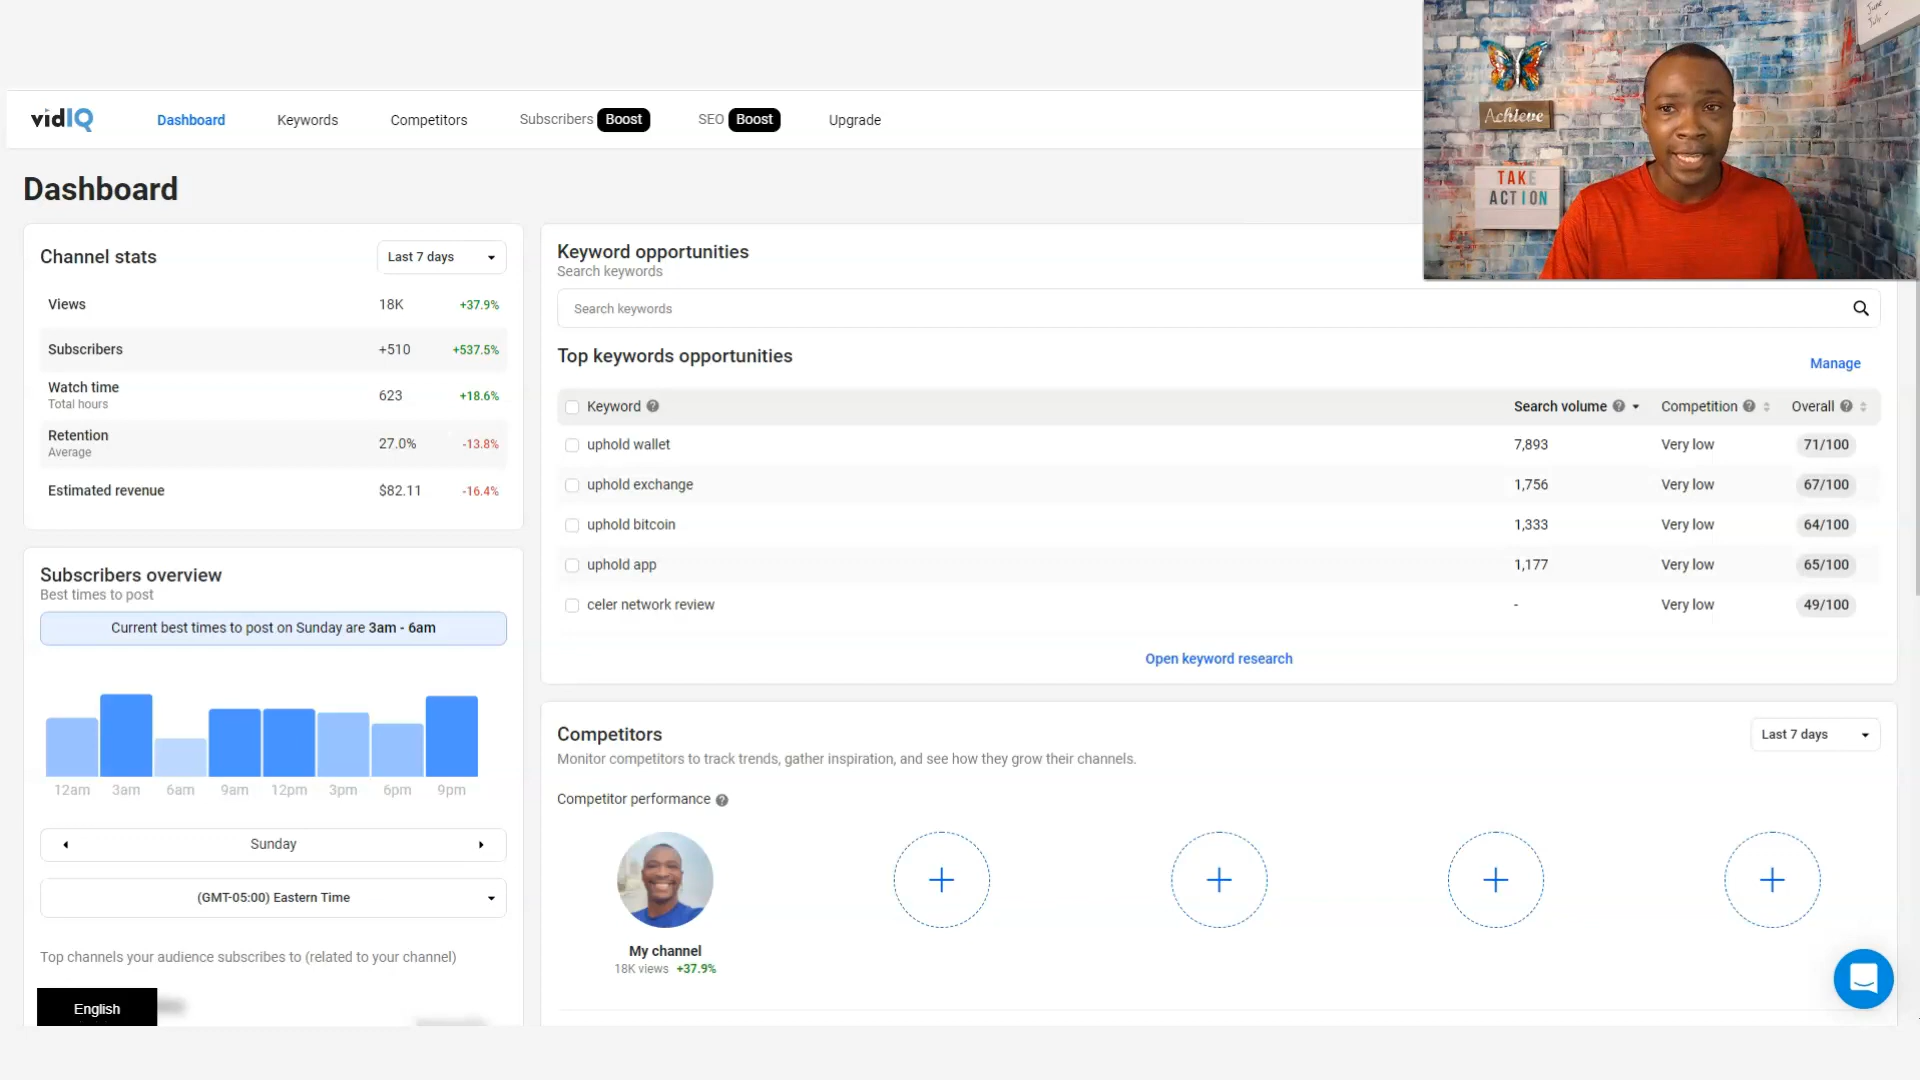 vidIQ
Dashboard
Keywords
Competitors
Subscribers Boost
SEO Boost
Upgrade
Achieve
TAKE
ACTION
June
July -
Dashboard
Channel stats
Last 7 days
Views 18K +37.9%
Subscribers +510 +537.5%
Watch time
Total hours
623 +18.6%
Retention
Average
27.0% -13.8%
Estimated revenue $82.11 -16.4%
Subscribers overview
Best times to post
Current best times to post on Sunday are 3am - 6am
12am 3am 6am 9am 12pm 3pm 6pm 9pm
Sunday
(GMT-05:00) Eastern Time
Top channels your audience subscribes to (related to your channel)
English
Keyword opportunities
Search keywords
Search keywords
Top keywords opportunities
Manage
Keyword Search volume Competition Overall
uphold wallet 7,893 Very low 71/100
uphold exchange 1,756 Very low 67/100
uphold bitcoin 1,333 Very low 64/100
uphold app 1,177 Very low 65/100
celer network review - Very low 49/100
Open keyword research
Competitors
Last 7 days
Monitor competitors to track trends, gather inspiration, and see how they grow their channels.
Competitor performance
My channel
18K views +37.9%